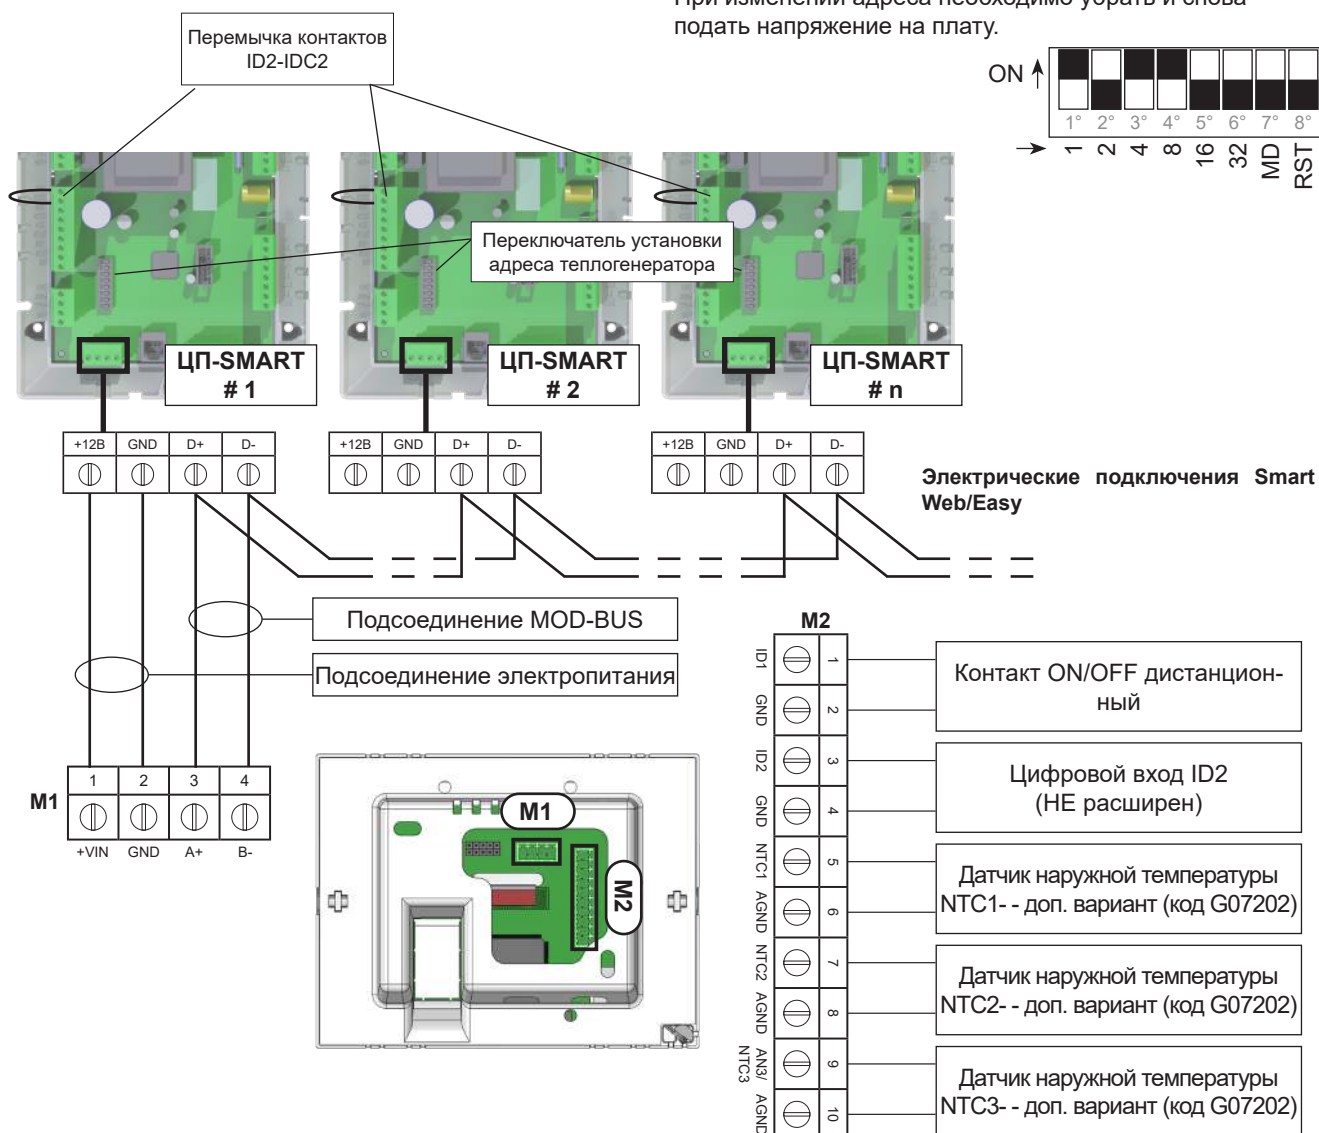 При изменении адреса необходимо убрать и снова
подать напряжение на плату.
Перемычка контактов
ID2-IDC2
ON
1° 2° 3° 4° 5° 6° 7° 8°
1 2 4 8 16 32 MD RST
Переключатель установки
адреса теплогенератора
ЦП-SMART
# 1
ЦП-SMART
# 2
ЦП-SMART
# n
+12В GND D+ D-
+12В GND D+ D-
+12В GND D+ D-
Электрические подключения Smart
Web/Easy
Подсоединение MOD-BUS
Подсоединение электропитания
M1
1 2 3 4
+VIN GND A+ B-
M1
M2
M2
ID1 1
GND 2
Контакт ON/OFF дистанцион-
ный
ID2 3
GND 4
Цифровой вход ID2
(НЕ расширен)
NTC1 5
AGND 6
Датчик наружной температуры
NTC1- - доп. вариант (код G07202)
NTC2 7
AGND 8
Датчик наружной температуры
NTC2- - доп. вариант (код G07202)
AN3/
NTC3 9
AGND 10
Датчик наружной температуры
NTC3- - доп. вариант (код G07202)